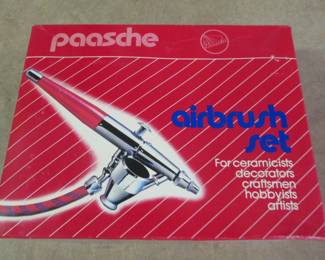 paasche
airbrush
set
For ceramicists
decorators
craftsmen
hobbyists
artists